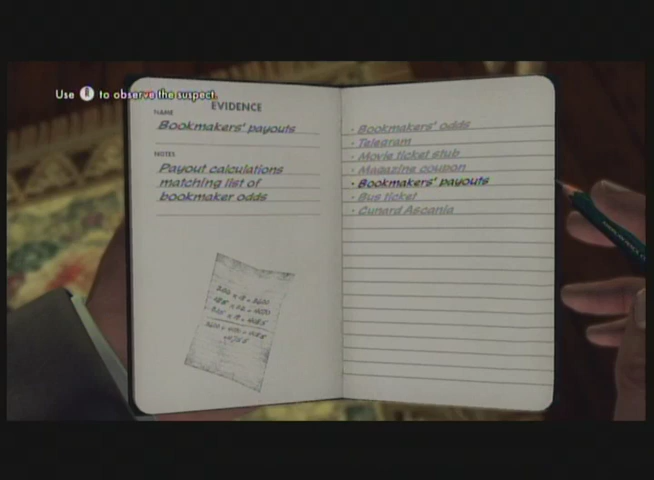 Use R to observe the suspect.
EVIDENCE
NAME
Bookmakers' payouts
NOTES
Payout calculations
matching list of
bookmaker odds
• Bookmakers' odds
• Telegram
• Movie ticket stub
• Magazine coupon
• Bookmakers' payouts
• Bus ticket
• Cunard Ascania